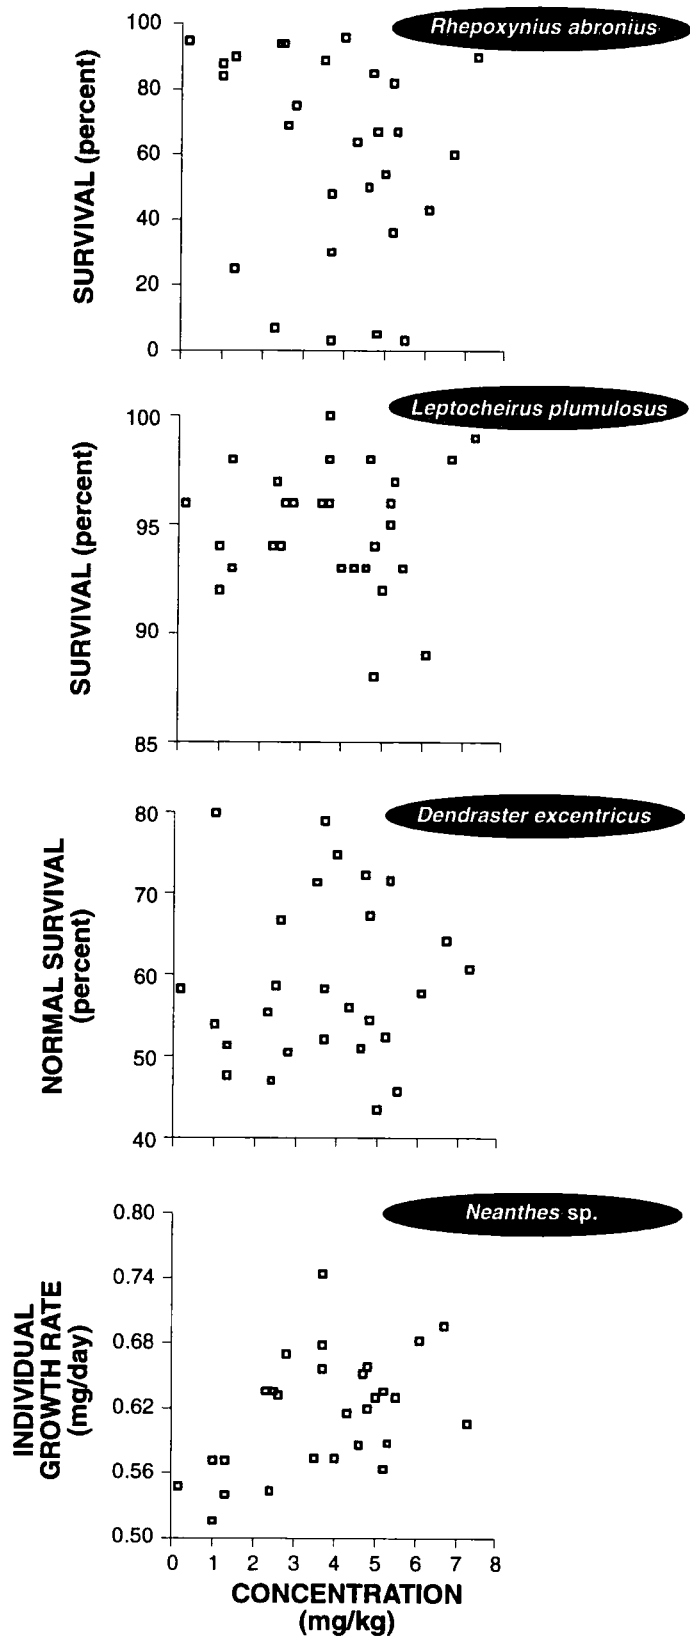 Rhepoxynius abronius
SURVIVAL (percent)
100
80
60
40
20
0
Leptocheirus plumulosus
SURVIVAL (percent)
100
95
90
85
Dendraster excentricus
NORMAL SURVIVAL
(percent)
80
70
60
50
40
Neanthes sp.
INDIVIDUAL
GROWTH RATE
(mg/day)
0.80
0.74
0.68
0.62
0.56
0.50
0 1 2 3 4 5 6 7 8
CONCENTRATION
(mg/kg)